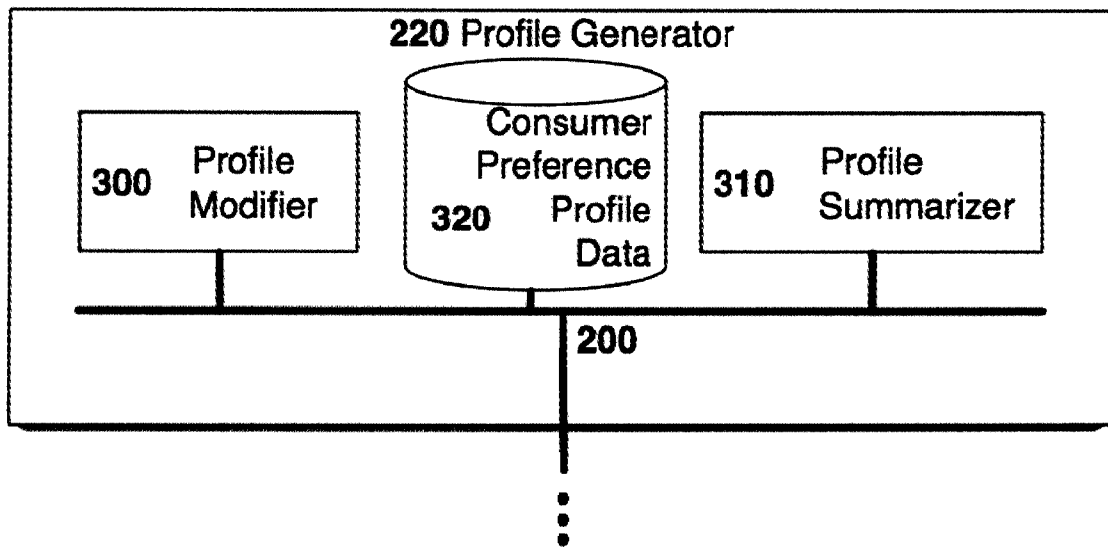 220 Profile Generator
300 Profile
Modifier
Consumer
Preference
320 Profile
Data
310 Profile
Summarizer
200